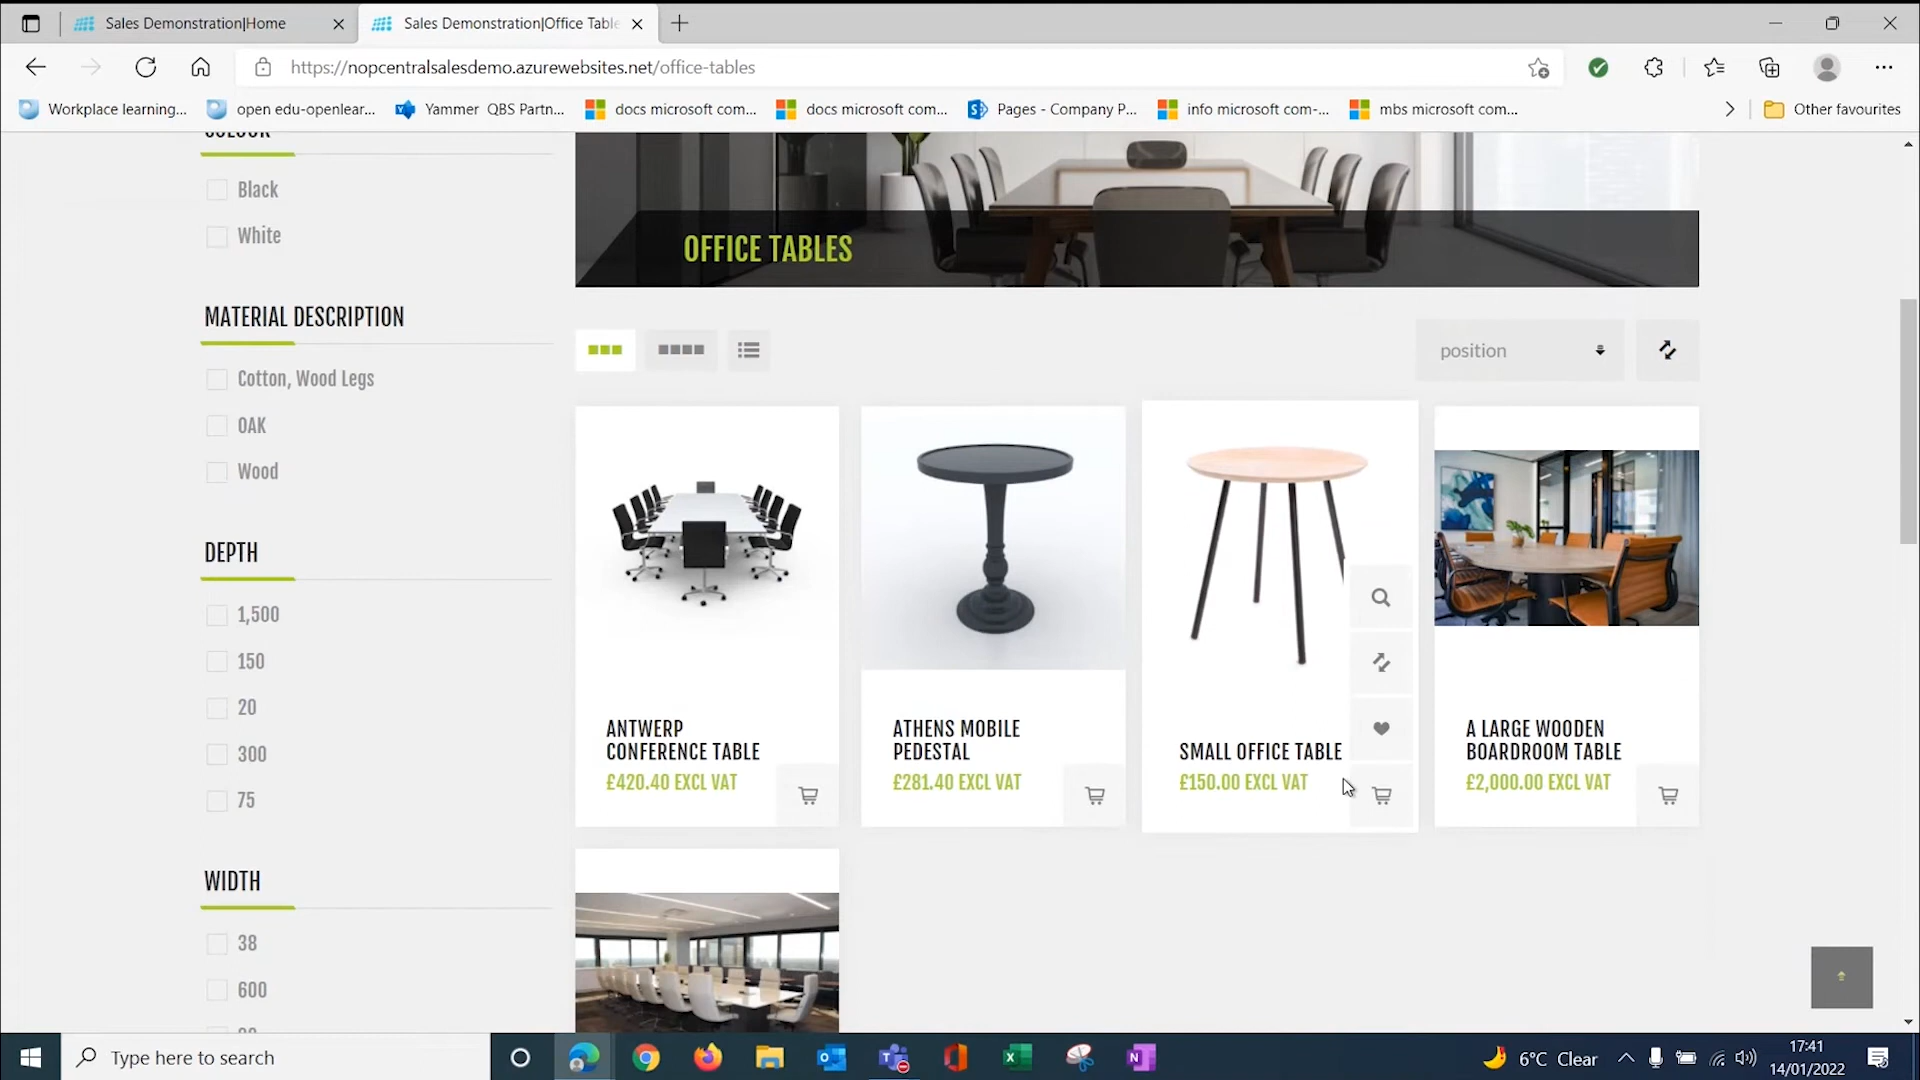 Sales Demonstration|Home
Sales Demonstration|Office Table
https://nopcentralsalesdemo.azurewebsites.net/office-tables
Workplace learning...
open edu-openlear...
Yammer QBS Partn...
docs microsoft com...
docs microsoft com...
Pages - Company P...
info microsoft com-...
mbs microsoft com...
Other favourites
COLOUR
Black
White
MATERIAL DESCRIPTION
Cotton, Wood Legs
OAK
Wood
DEPTH
1,500
150
20
300
75
WIDTH
38
600
OFFICE TABLES
position
ANTWERP
CONFERENCE TABLE
£420.40 EXCL VAT
ATHENS MOBILE
PEDESTAL
£281.40 EXCL VAT
SMALL OFFICE TABLE
£150.00 EXCL VAT
A LARGE WOODEN
BOARDROOM TABLE
£2,000.00 EXCL VAT
Type here to search
6°C Clear
17:41
14/01/2022